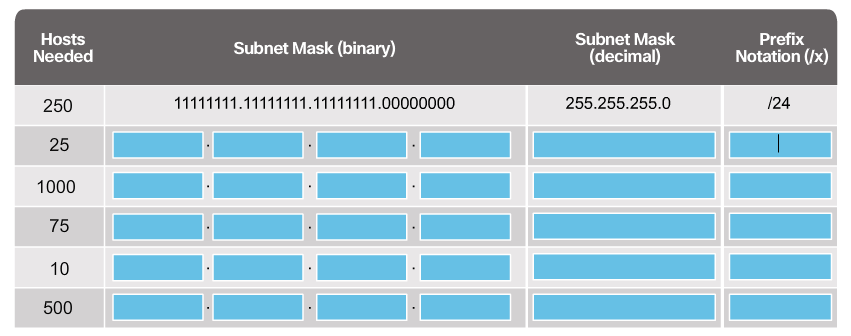 Hosts Needed
Subnet Mask (binary)
Subnet Mask (decimal)
Prefix Notation (/x)
250 11111111.11111111.11111111.00000000 255.255.255.0 /24
25 . . .
1000 . . .
75 . . .
10 . . .
500 . . .